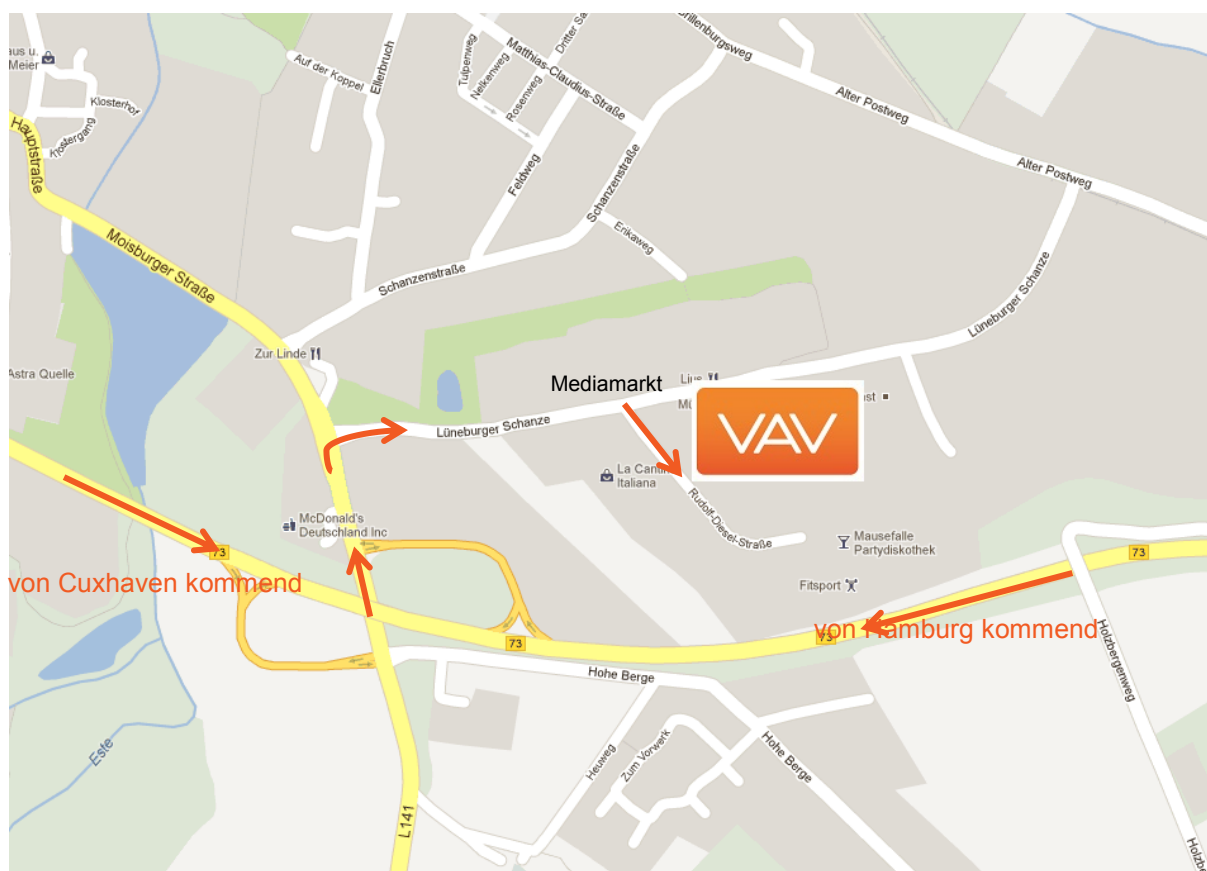 aus u.
Meier
Klosterhof
Klostergang
Hauptstraße
Auf der Koppel
Ellerbruch
Tulpenweg
Nelkenweg
Rosenweg
Matthias-Claudius-Straße
Feldweg
Schanzenstraße
Erikaweg
Alter Postweg
Alter Postweg
Lüneburger Schanze
Moisburger Straße
Schanzenstraße
Zur Linde
Astra Quelle
Mediamarkt
VAV
Lüneburger Schanze
La Cantin
Italiana
Rudolf-Diesel-Straße
McDonald's
Deutschland Inc
Mausefalle
Partydiskothek
Fitsport
73
73
73
73
von Cuxhaven kommend
von Hamburg kommend
Holzbergenweg
Hohe Berge
Heuweg
Zum Vorwerk
Hohe Berge
Este
L141